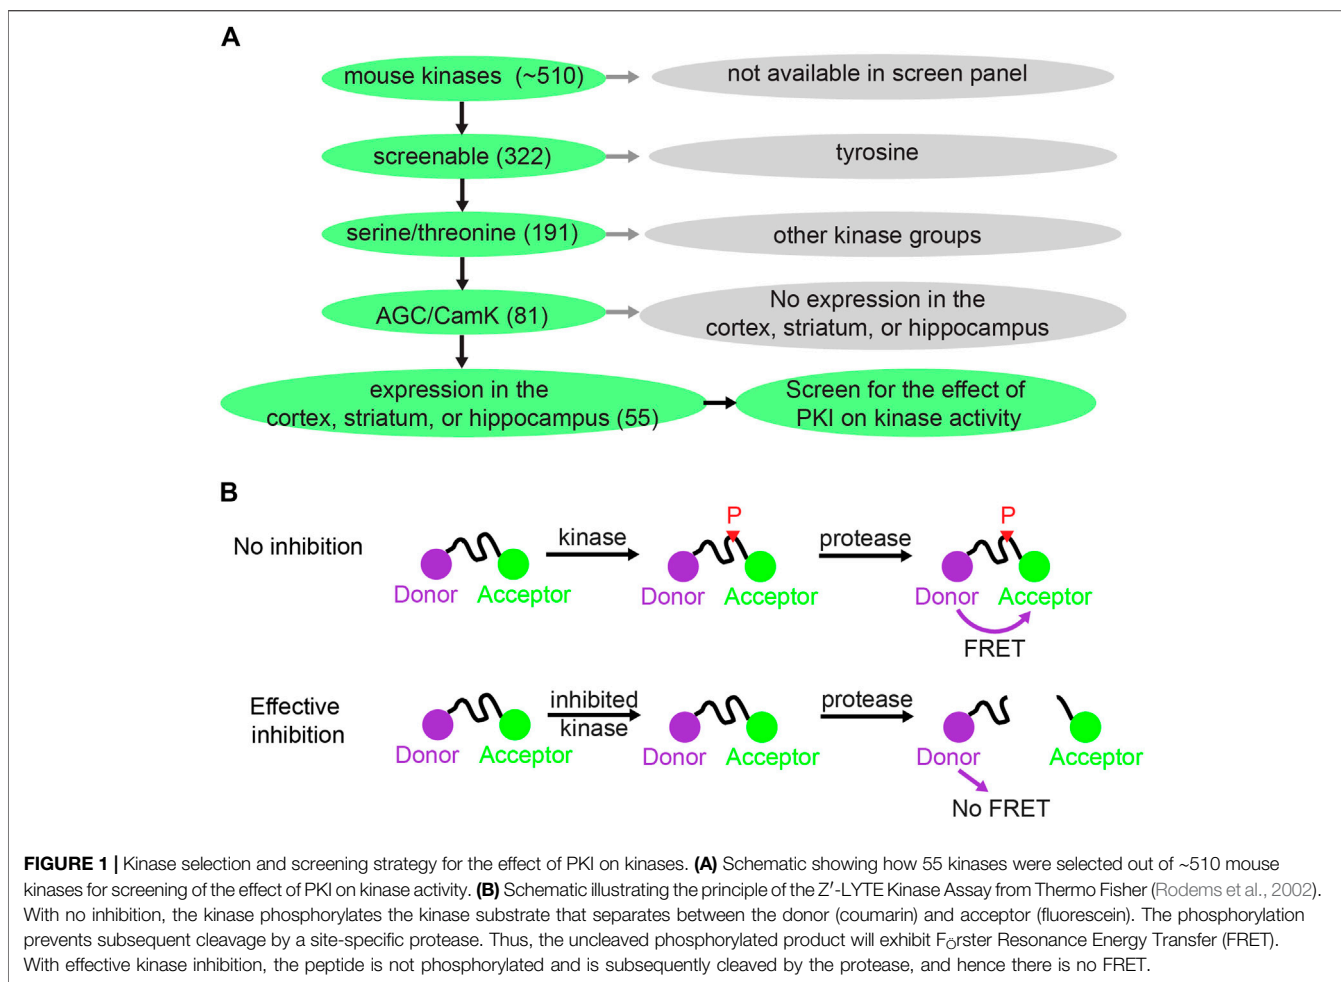 A
mouse kinases (~510)
not available in screen panel
screenable (322)
tyrosine
serine/threonine (191)
other kinase groups
AGC/CamK (81)
No expression in the
cortex, striatum, or hippocampus
expression in the
cortex, striatum, or hippocampus (55)
Screen for the effect of
PKI on kinase activity
B
No inhibition
Donor
Acceptor
kinase
P
Donor
Acceptor
protease
P
Donor
Acceptor
FRET
Effective
inhibition
Donor
Acceptor
inhibited
kinase
Donor
Acceptor
protease
Donor
Acceptor
No FRET
FIGURE 1 | Kinase selection and screening strategy for the effect of PKI on kinases. (A) Schematic showing how 55 kinases were selected out of ~510 mouse
kinases for screening of the effect of PKI on kinase activity. (B) Schematic illustrating the principle of the Z′-LYTE Kinase Assay from Thermo Fisher (Rodems et al., 2002).
With no inhibition, the kinase phosphorylates the kinase substrate that separates between the donor (coumarin) and acceptor (fluorescein). The phosphorylation
prevents subsequent cleavage by a site-specific protease. Thus, the uncleaved phosphorylated product will exhibit Förster Resonance Energy Transfer (FRET).
With effective kinase inhibition, the peptide is not phosphorylated and is subsequently cleaved by the protease, and hence there is no FRET.